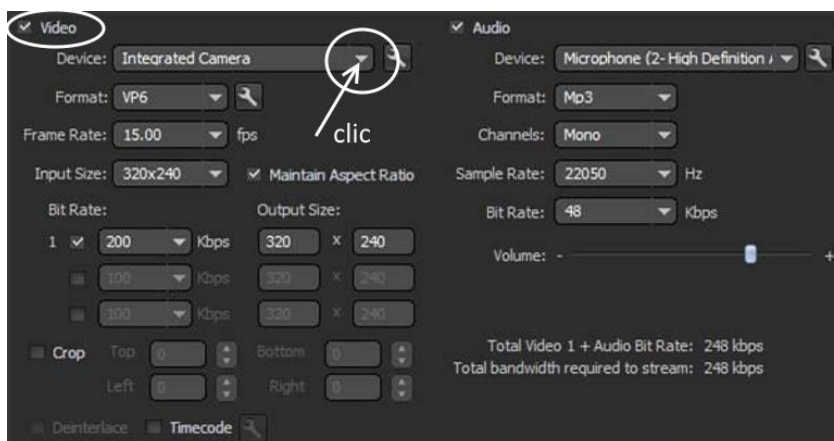 Video
Device: Integrated Camera
Format: VP6
Frame Rate: 15.00 fps
clic
Input Size: 320x240 Maintain Aspect Ratio
Bit Rate: Output Size:
1 200 Kbps 320 x 240
100 Kbps 320 x 240
100 Kbps 320 x 240
Crop Top 0 Bottom 0
Left 0 Right 0
Deinterlace Timecode
Audio
Device: Microphone (2- High Definition A
Format: Mp3
Channels: Mono
Sample Rate: 22050 Hz
Bit Rate: 48 Kbps
Volume: - +
Total Video 1 + Audio Bit Rate: 248 kbps
Total bandwidth required to stream: 248 kbps